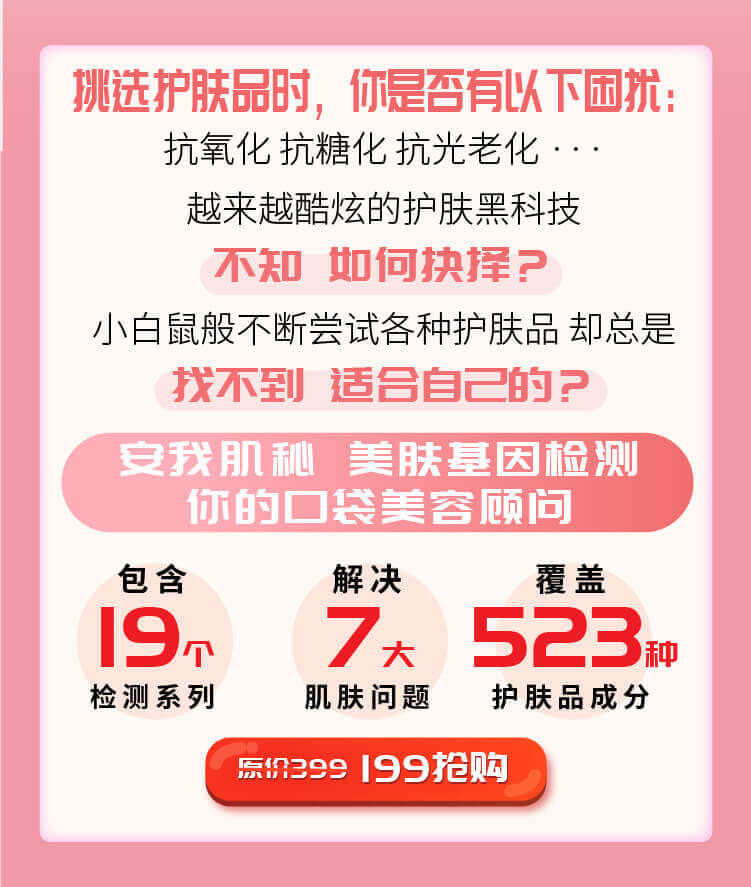 挑选护肤品时，你是否有以下困扰：
抗氧化 抗糖化 抗光老化 ···
越来越酷炫的护肤黑科技
不知 如何抉择？
小白鼠般不断尝试各种护肤品 却总是
找不到 适合自己的？
安我肌秘 美肤基因检测
你的口袋美容顾问
包含
19个
检测系列
解决
7大
肌肤问题
覆盖
523种
护肤品成分
原价399 199抢购